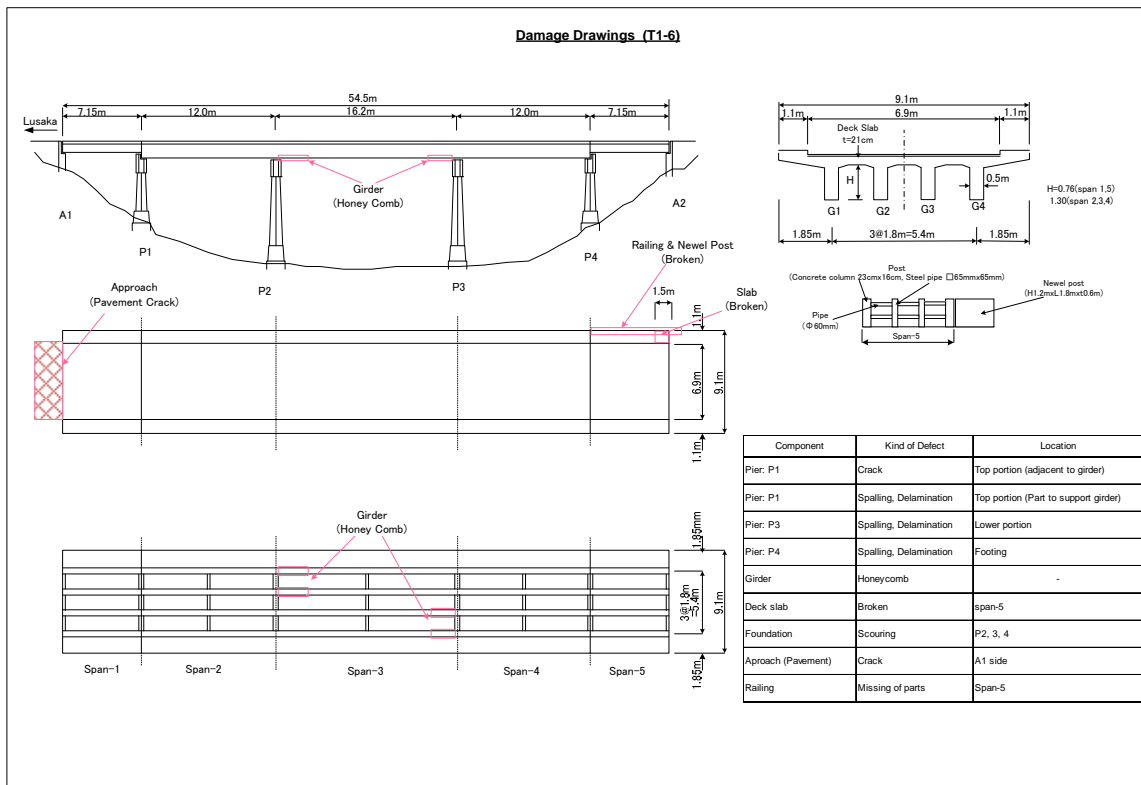 Damage Drawings (T1-6)
54.5m
7.15m 12.0m 16.2m 12.0m 7.15m
Lusaka
Girder
(Honey Comb)
A1
P1
P2
P3
P4
A2
9.1m
1.1m 6.9m 1.1m
Deck Slab
t=21cm
H
0.5m
G1 G2 G3 G4
H=0.76(span 1,5)
1.30(span 2,3,4)
1.85m 3@1.8m=5.4m 1.85m
Post
(Concrete column 23cmx16cm, Steel pipe □65mmx65mm)
Newel post
(H1.2mxL1.8mxt0.6m)
Pipe
(Φ60mm)
Span-5
Approach
(Pavement Crack)
Railing & Newel Post
(Broken)
Slab
(Broken)
1.5m
1.1m
6.9m
9.1m
1.1m
Girder
(Honey Comb)
1.85mm
3@1.8m
=5.4m
9.1m
1.85m
Span-1 Span-2 Span-3 Span-4 Span-5
Component Kind of Defect Location
Pier: P1 Crack Top portion (adjacent to girder)
Pier: P1 Spalling, Delamination Top portion (Part to support girder)
Pier: P3 Spalling, Delamination Lower portion
Pier: P4 Spalling, Delamination Footing
Girder Honeycomb -
Deck slab Broken span-5
Foundation Scouring P2, 3, 4
Aproach (Pavement) Crack A1 side
Railing Missing of parts Span-5